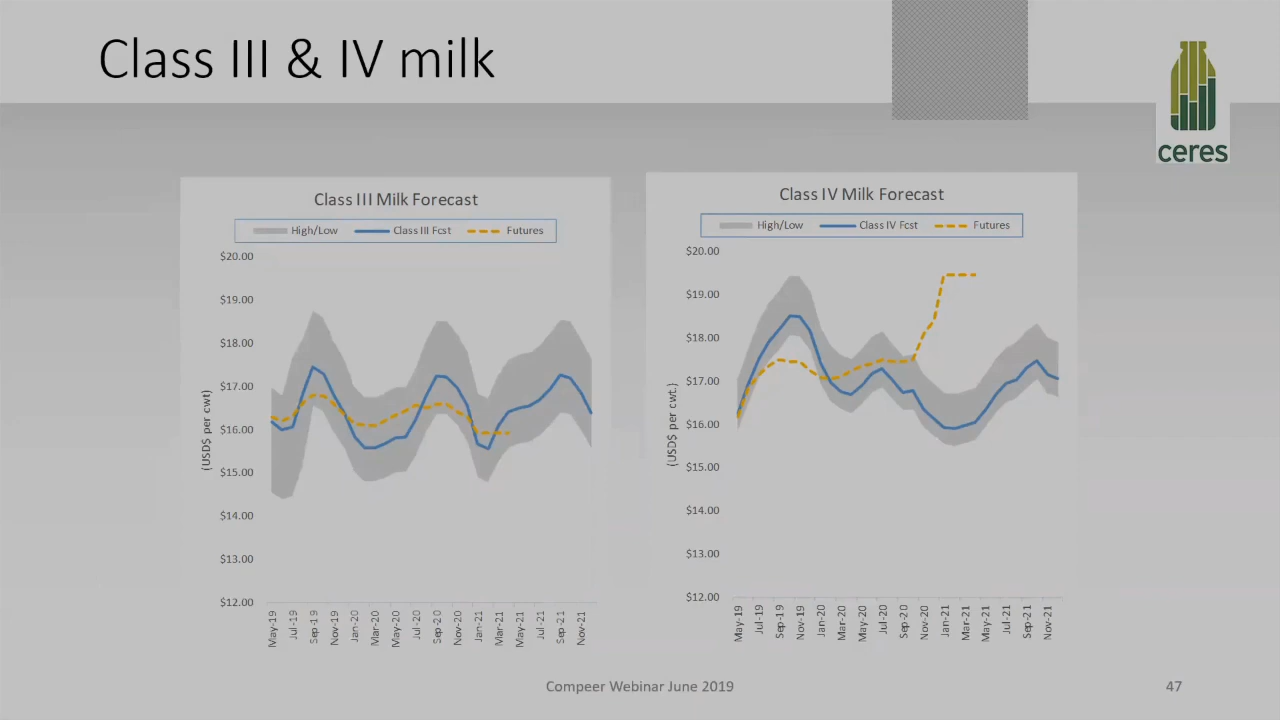 Class III & IV milk
ceres
Class III Milk Forecast
High/Low Class III Fcst Futures
$20.00
$19.00
$18.00
$17.00
$16.00
$15.00
$14.00
$13.00
$12.00
(USD$ per cwt)
May-19 Jul-19 Sep-19 Nov-19 Jan-20 Mar-20 May-20 Jul-20 Sep-20 Nov-20 Jan-21 Mar-21 May-21 Jul-21 Sep-21 Nov-21
Class IV Milk Forecast
High/Low Class IV Fcst Futures
$20.00
$19.00
$18.00
$17.00
$16.00
$15.00
$14.00
$13.00
$12.00
(USD$ per cwt.)
May-19 Jul-19 Sep-19 Nov-19 Jan-20 Mar-20 May-20 Jul-20 Sep-20 Nov-20 Jan-21 Mar-21 May-21 Jul-21 Sep-21 Nov-21
Compeer Webinar June 2019
47